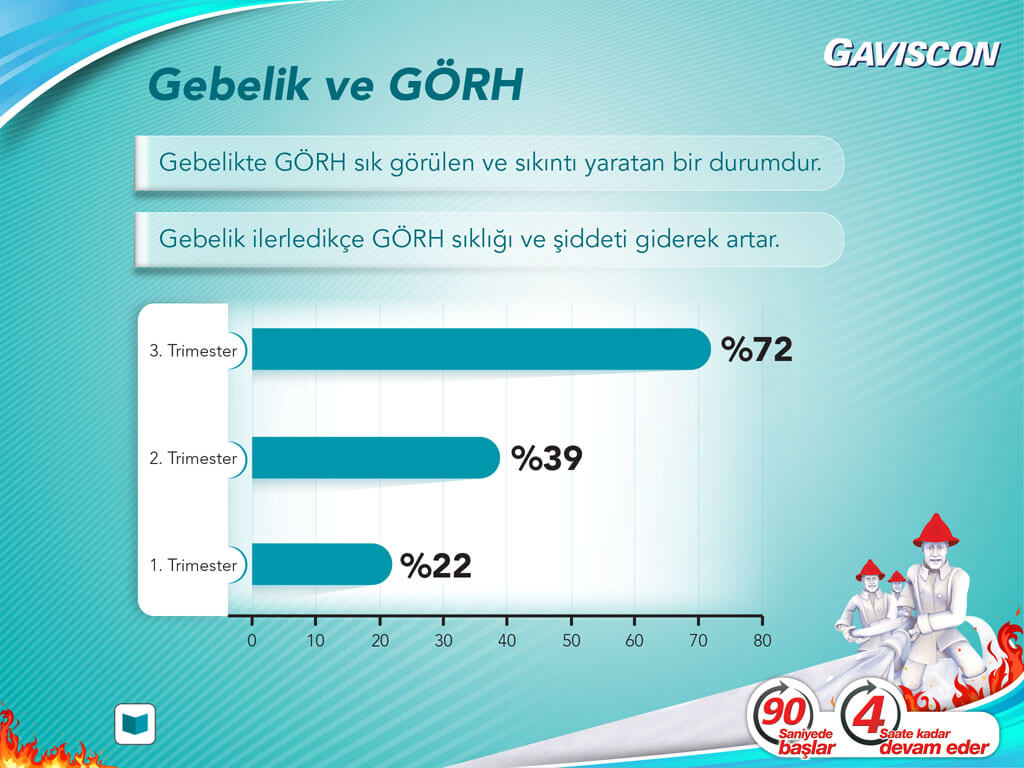 GAVISCON
Gebelik ve GÖRH
Gebelikte GÖRH sık görülen ve sıkıntı yaratan bir durumdur.
Gebelik ilerledikçe GÖRH sıklığı ve şiddeti giderek artar.
3. Trimester %72
2. Trimester %39
1. Trimester %22
0 10 20 30 40 50 60 70 80
90 Saniyede başlar
4 Saate kadar devam eder